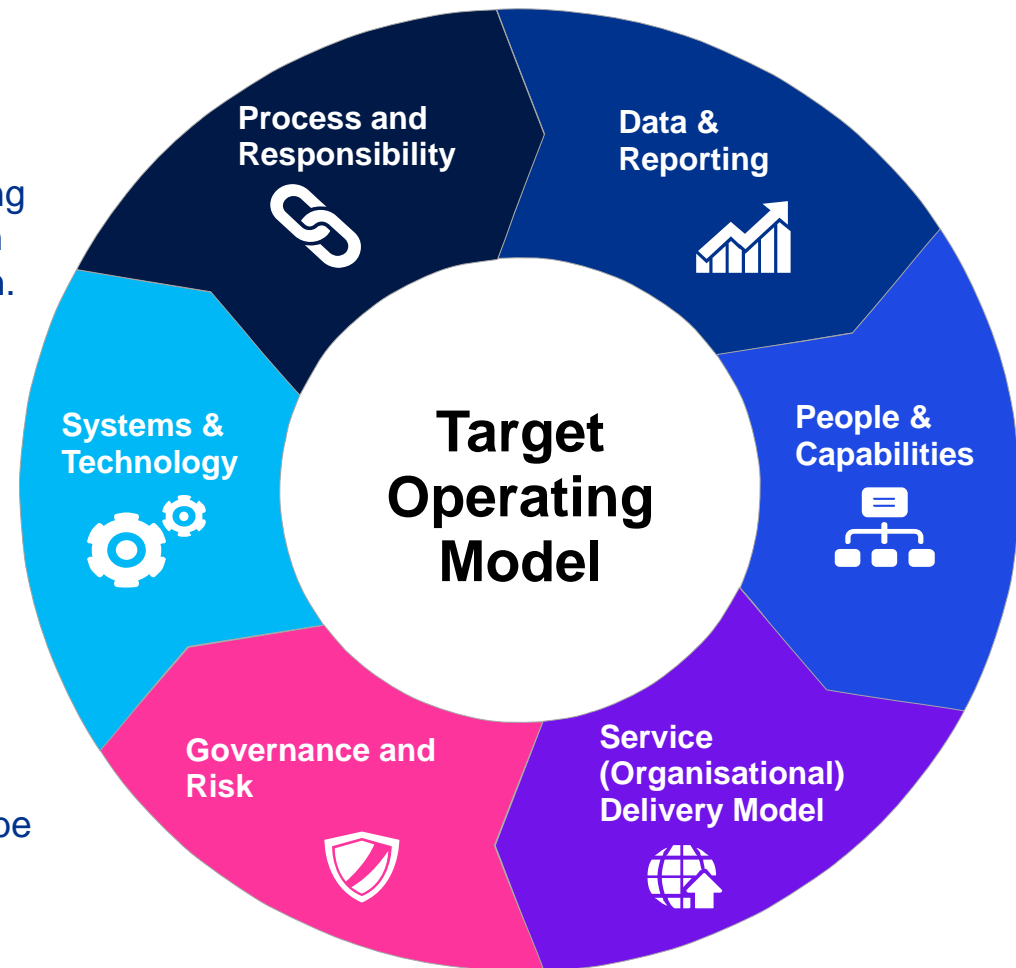 Process and
Responsibility
Data &
Reporting
People &
Capabilities
Service
(Organisational)
Delivery Model
Governance and
Risk
Systems &
Technology
Target
Operating
Model